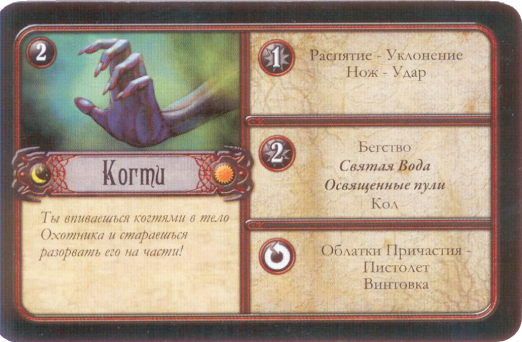 2
Когти
Ты впиваешься когтями в тело
Охотника и стараешься
разорвать его на части!
1
Распятие - Уклонение
Нож - Удар
2
Бегство
Святая Вода
Освященные пули
Кол
Облатки Причастия -
Пистолет
Винтовка